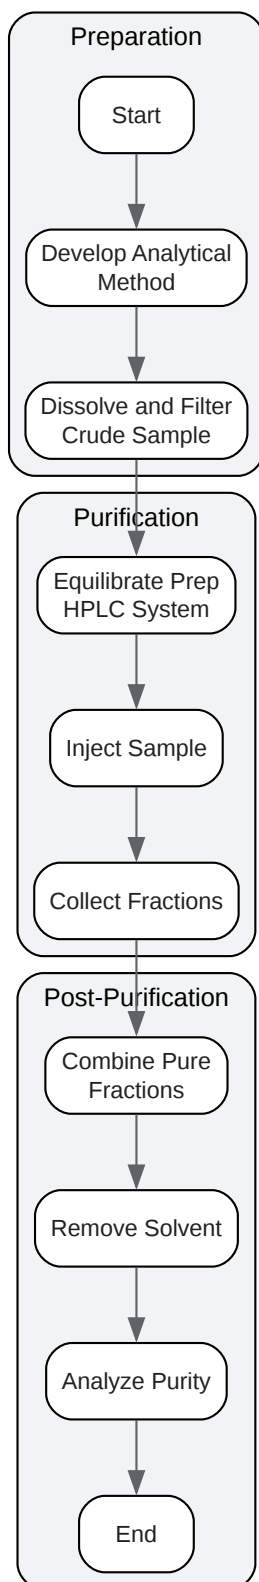 Preparation
Start
Develop Analytical
Method
Dissolve and Filter
Crude Sample
Purification
Equilibrate Prep
HPLC System
Inject Sample
Collect Fractions
Post-Purification
Combine Pure
Fractions
Remove Solvent
Analyze Purity
End